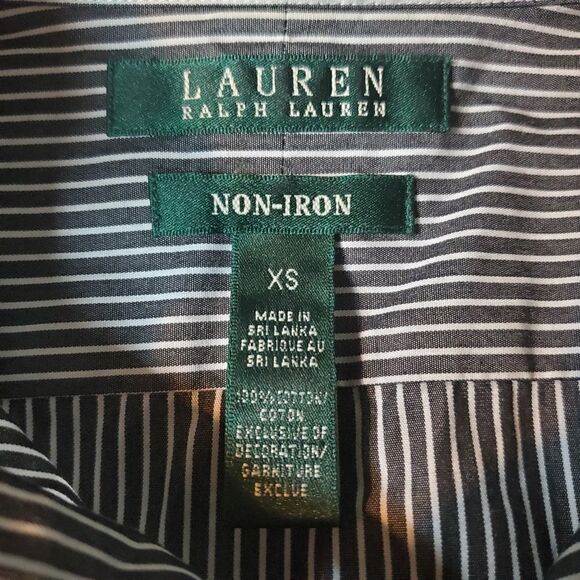 LAUREN
RALPH LAUREN
NON-IRON
XS
MADE IN
SRI LANKA
FABRIQUE AU
SRI LANKA
100% COTTON/
COTON
EXCLUSIVE OF
DECORATION/
GARNITURE
EXCLUE